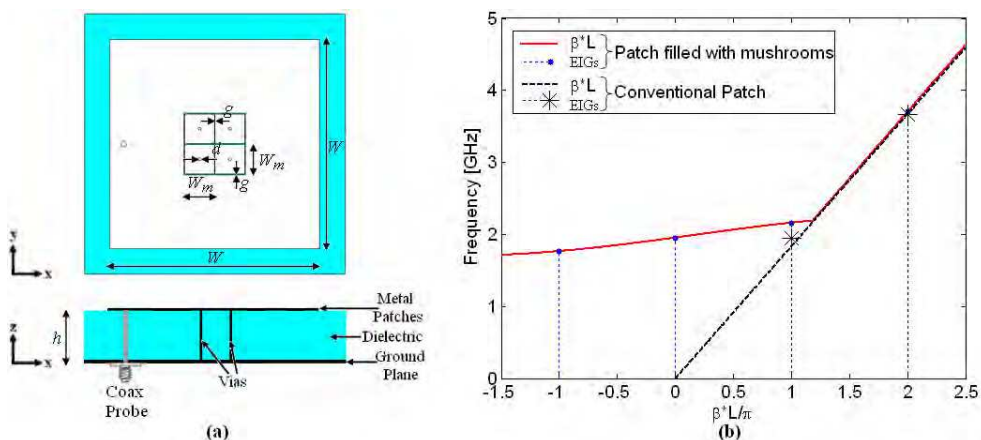 g
d
W
W_m
W_m
g
W
y
x
Metal
Patches
h
Dielectric
z
Ground
Plane
x
Vias
Coax
Probe
(a)
5
β*L
EIGs
Patch filled with mushrooms
β*L
EIGs
Conventional Patch
4
3
Frequency [GHz]
2
1
0
-1.5 -1 -0.5 0 0.5 1 1.5 2 2.5
β*L/π
(b)